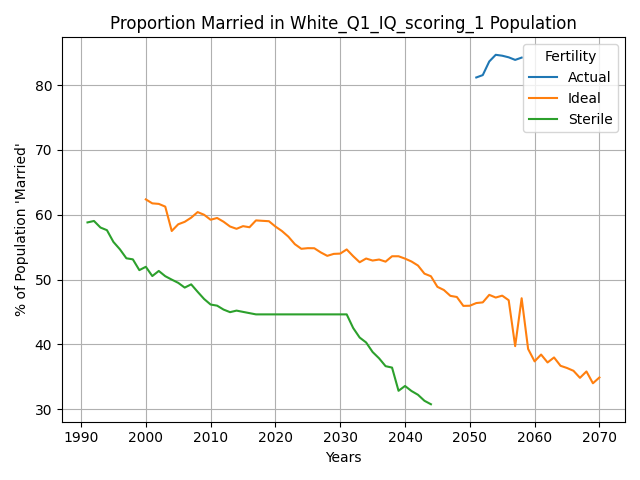 Proportion Married in White_Q1_IQ_scoring_1 Population
% of Population 'Married'
80
70
60
50
40
30
Fertility
Actual
Ideal
Sterile
1990 2000 2010 2020 2030 2040 2050 2060 2070
Years